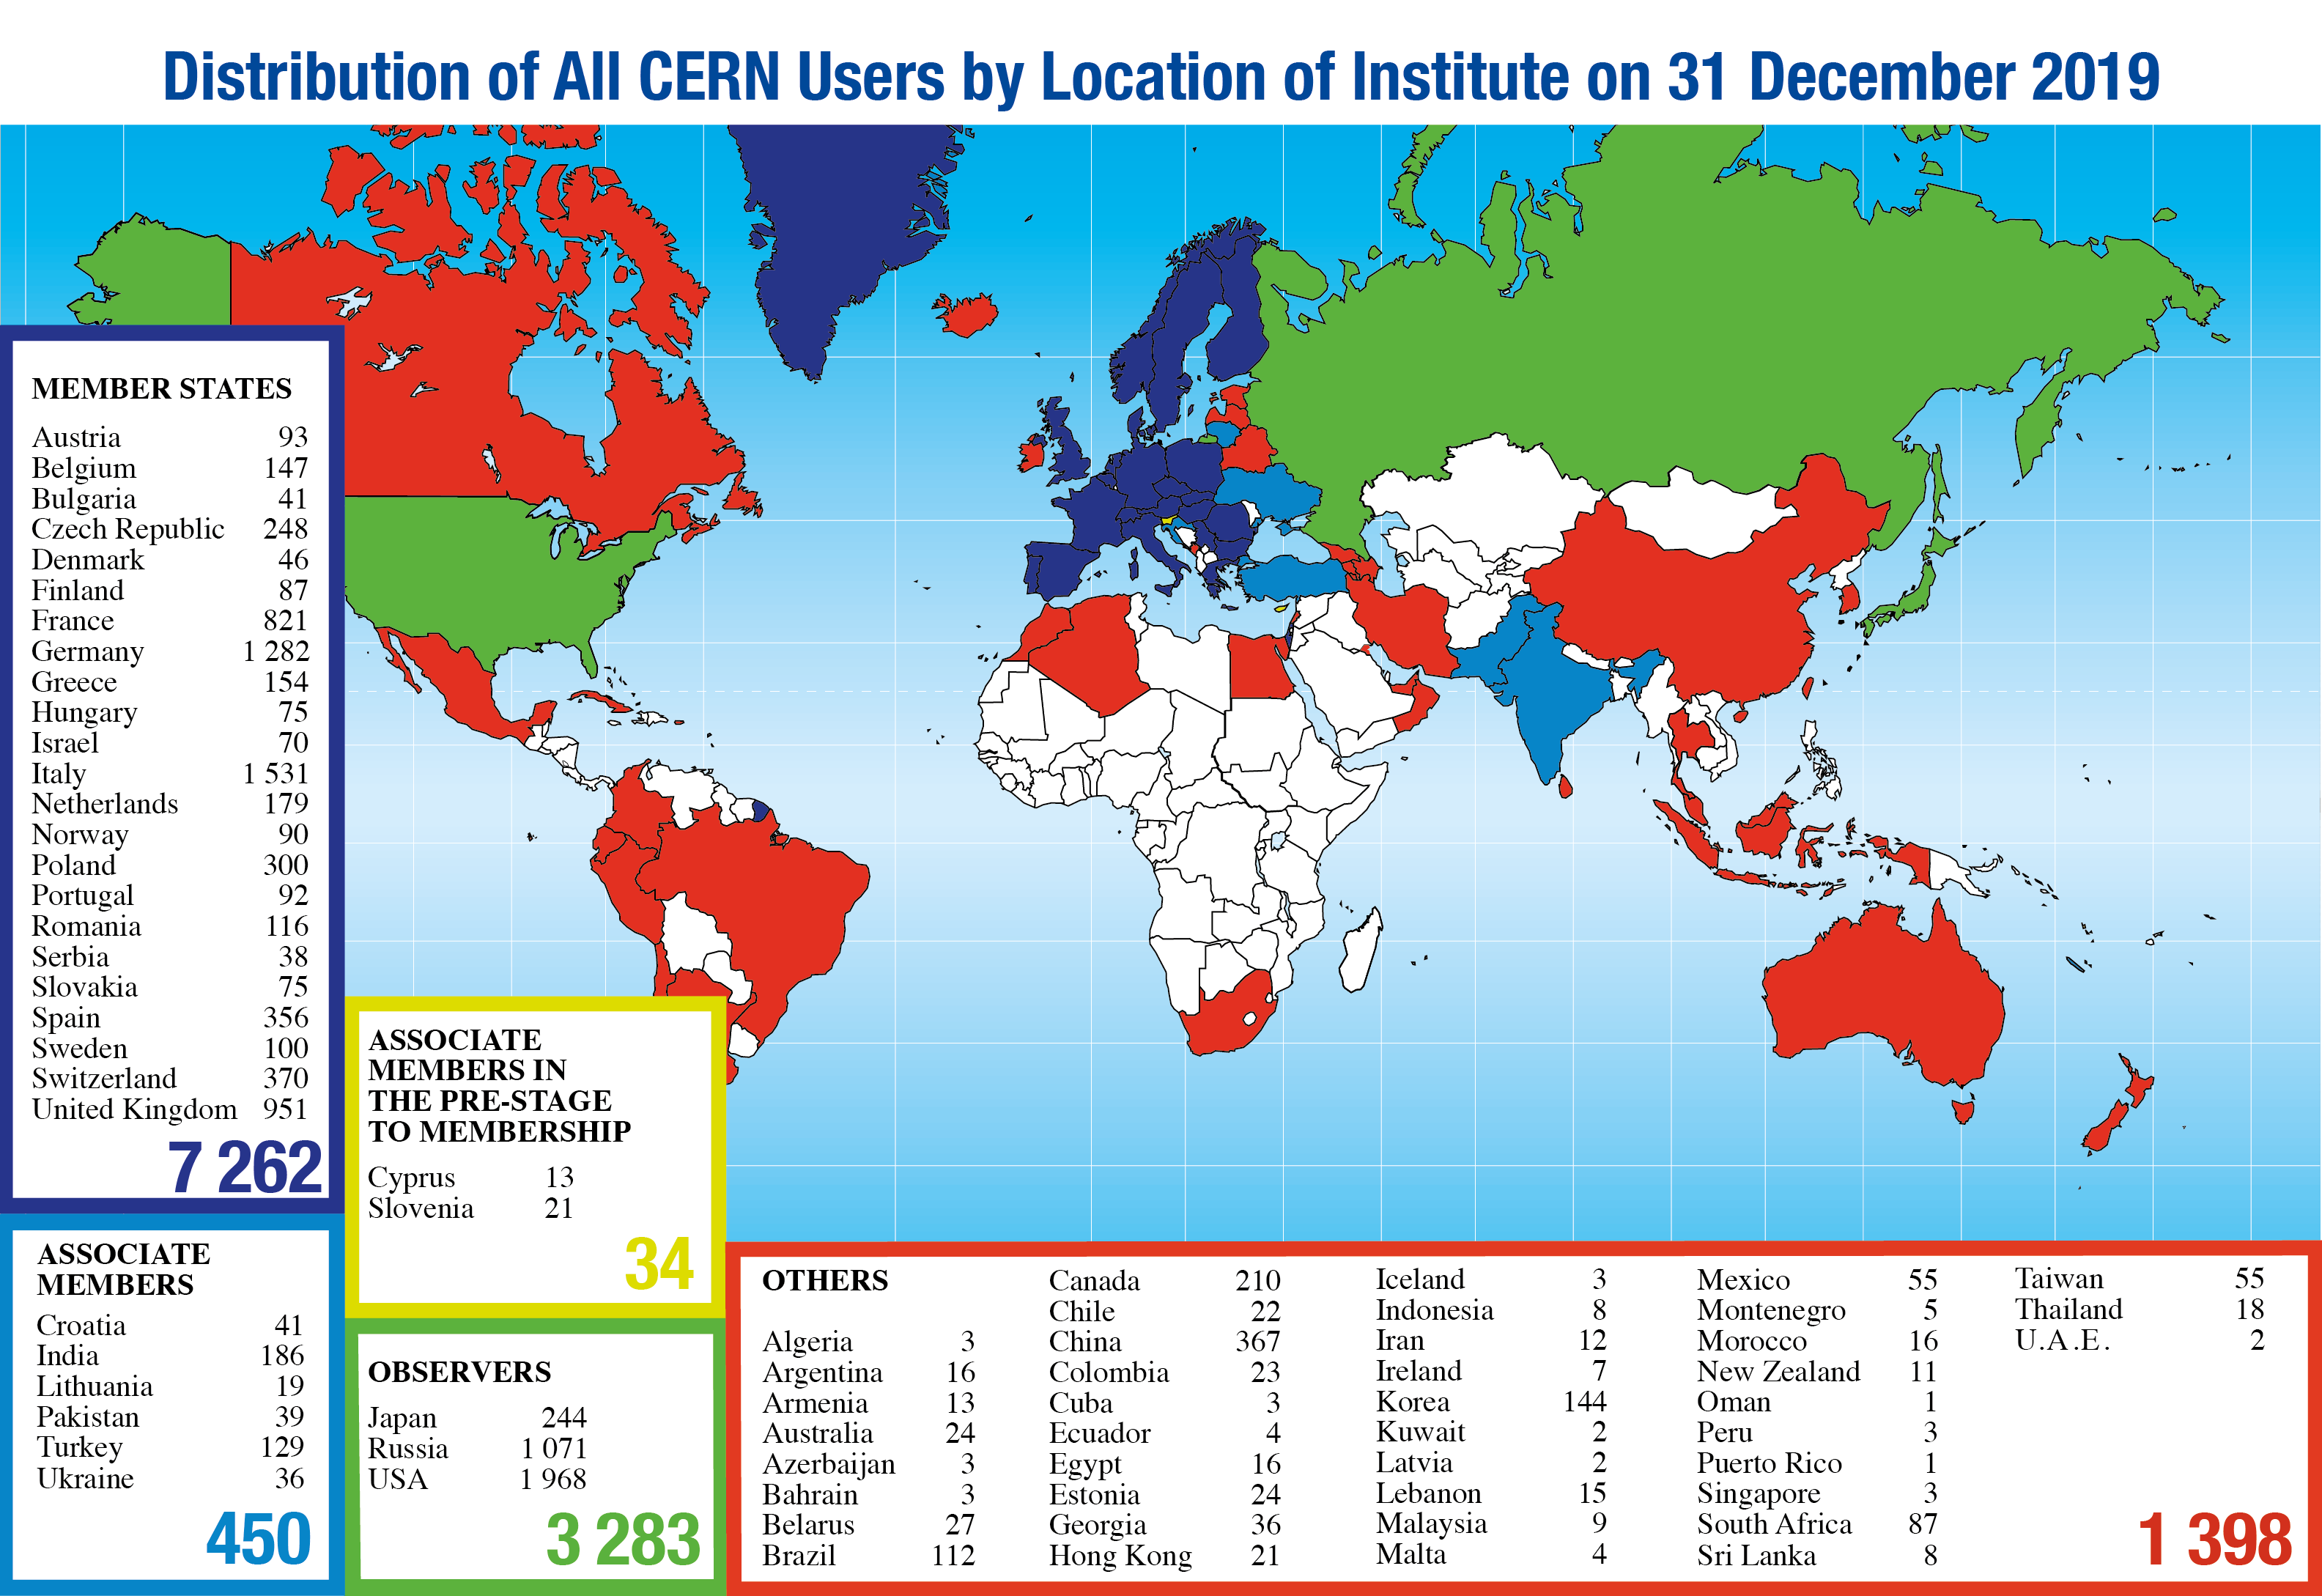 Distribution of All CERN Users by Location of Institute on 31 December 2019
MEMBER STATES
Austria 93
Belgium 147
Bulgaria 41
Czech Republic 248
Denmark 46
Finland 87
France 821
Germany 1 282
Greece 154
Hungary 75
Israel 70
Italy 1 531
Netherlands 179
Norway 90
Poland 300
Portugal 92
Romania 116
Serbia 38
Slovakia 75
Spain 356
Sweden 100
Switzerland 370
United Kingdom 951
7 262
ASSOCIATE
MEMBERS
Croatia 41
India 186
Lithuania 19
Pakistan 39
Turkey 129
Ukraine 36
450
ASSOCIATE
MEMBERS IN
THE PRE-STAGE
TO MEMBERSHIP
Cyprus 13
Slovenia 21
34
OBSERVERS
Japan 244
Russia 1 071
USA 1 968
3 283
OTHERS
Algeria 3
Argentina 16
Armenia 13
Australia 24
Azerbaijan 3
Bahrain 3
Belarus 27
Brazil 112
Canada 210
Chile 22
China 367
Colombia 23
Cuba 3
Ecuador 4
Egypt 16
Estonia 24
Georgia 36
Hong Kong 21
Iceland 3
Indonesia 8
Iran 12
Ireland 7
Korea 144
Kuwait 2
Latvia 2
Lebanon 15
Malaysia 9
Malta 4
Mexico 55
Montenegro 5
Morocco 16
New Zealand 11
Oman 1
Peru 3
Puerto Rico 1
Singapore 3
South Africa 87
Sri Lanka 8
Taiwan 55
Thailand 18
U.A.E. 2
1 398